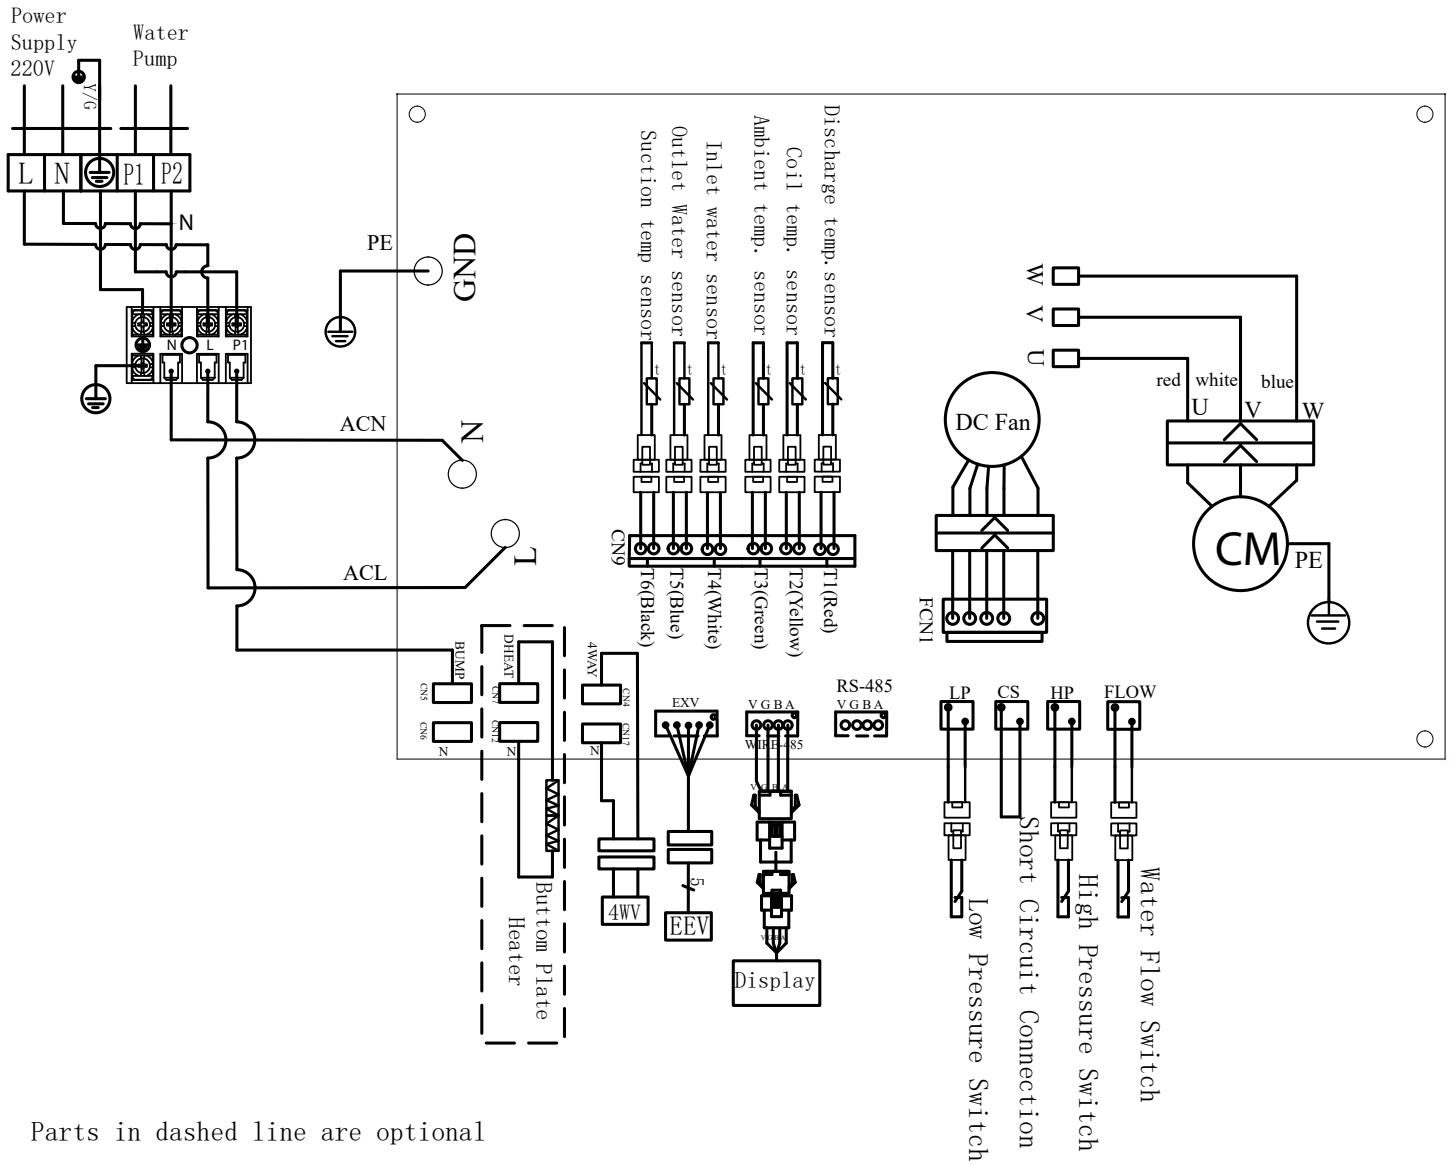 Power
Supply
220V
Water
Pump
Y/G
L N P1 P2
N
N L P1
PE
GND
ACN
N
ACL
L
Suction temp sensor
Outlet Water sensor
Inlet water sensor
Ambient temp. sensor
Coil temp. sensor
Discharge temp. sensor
t t t t t t
CN9
T6(Black)
T5(Blue)
T4(White)
T3(Green)
T2(Yellow)
T1(Red)
DC Fan
FCN1
W
V
U
red white blue
U V W
CM
PE
BUMP
CN5
CN6
N
DHEAT
CN7
CN12
N
4WAY
CN4
CN17
N
EXV
V G B A
WIRE-485
RS-485
V G B A
LP CS HP FLOW
V G B A
5
4WV
EEV
V G B A
Display
Buttom Plate
Heater
Low Pressure Switch
Short Circuit Connection
High Pressure Switch
Water Flow Switch
Parts in dashed line are optional